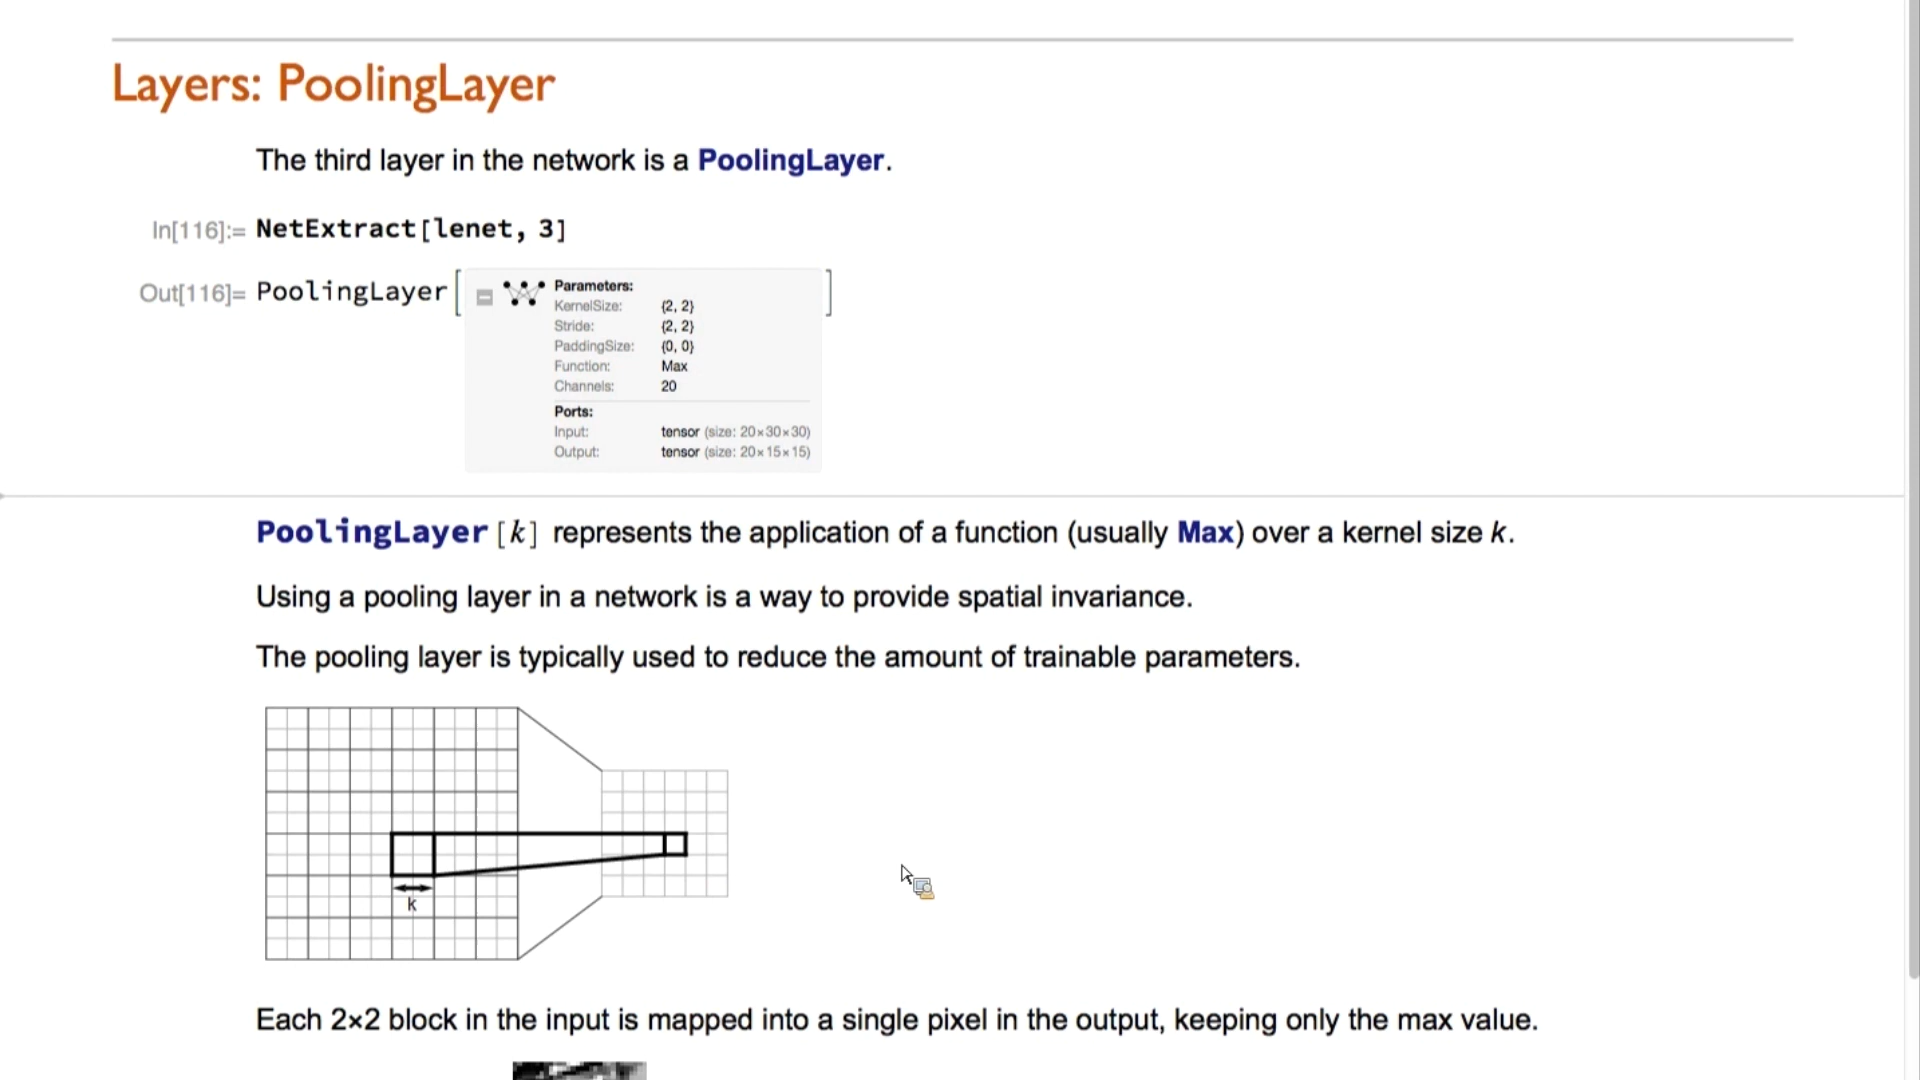 Layers: PoolingLayer
The third layer in the network is a PoolingLayer.
In[116]:= NetExtract[lenet, 3]
Out[116]= PoolingLayer[
Parameters:
KernelSize: {2, 2}
Stride: {2, 2}
PaddingSize: {0, 0}
Function: Max
Channels: 20
Ports:
Input: tensor (size: 20×30×30)
Output: tensor (size: 20×15×15)
]
PoolingLayer[k] represents the application of a function (usually Max) over a kernel size k.
Using a pooling layer in a network is a way to provide spatial invariance.
The pooling layer is typically used to reduce the amount of trainable parameters.
k
Each 2×2 block in the input is mapped into a single pixel in the output, keeping only the max value.